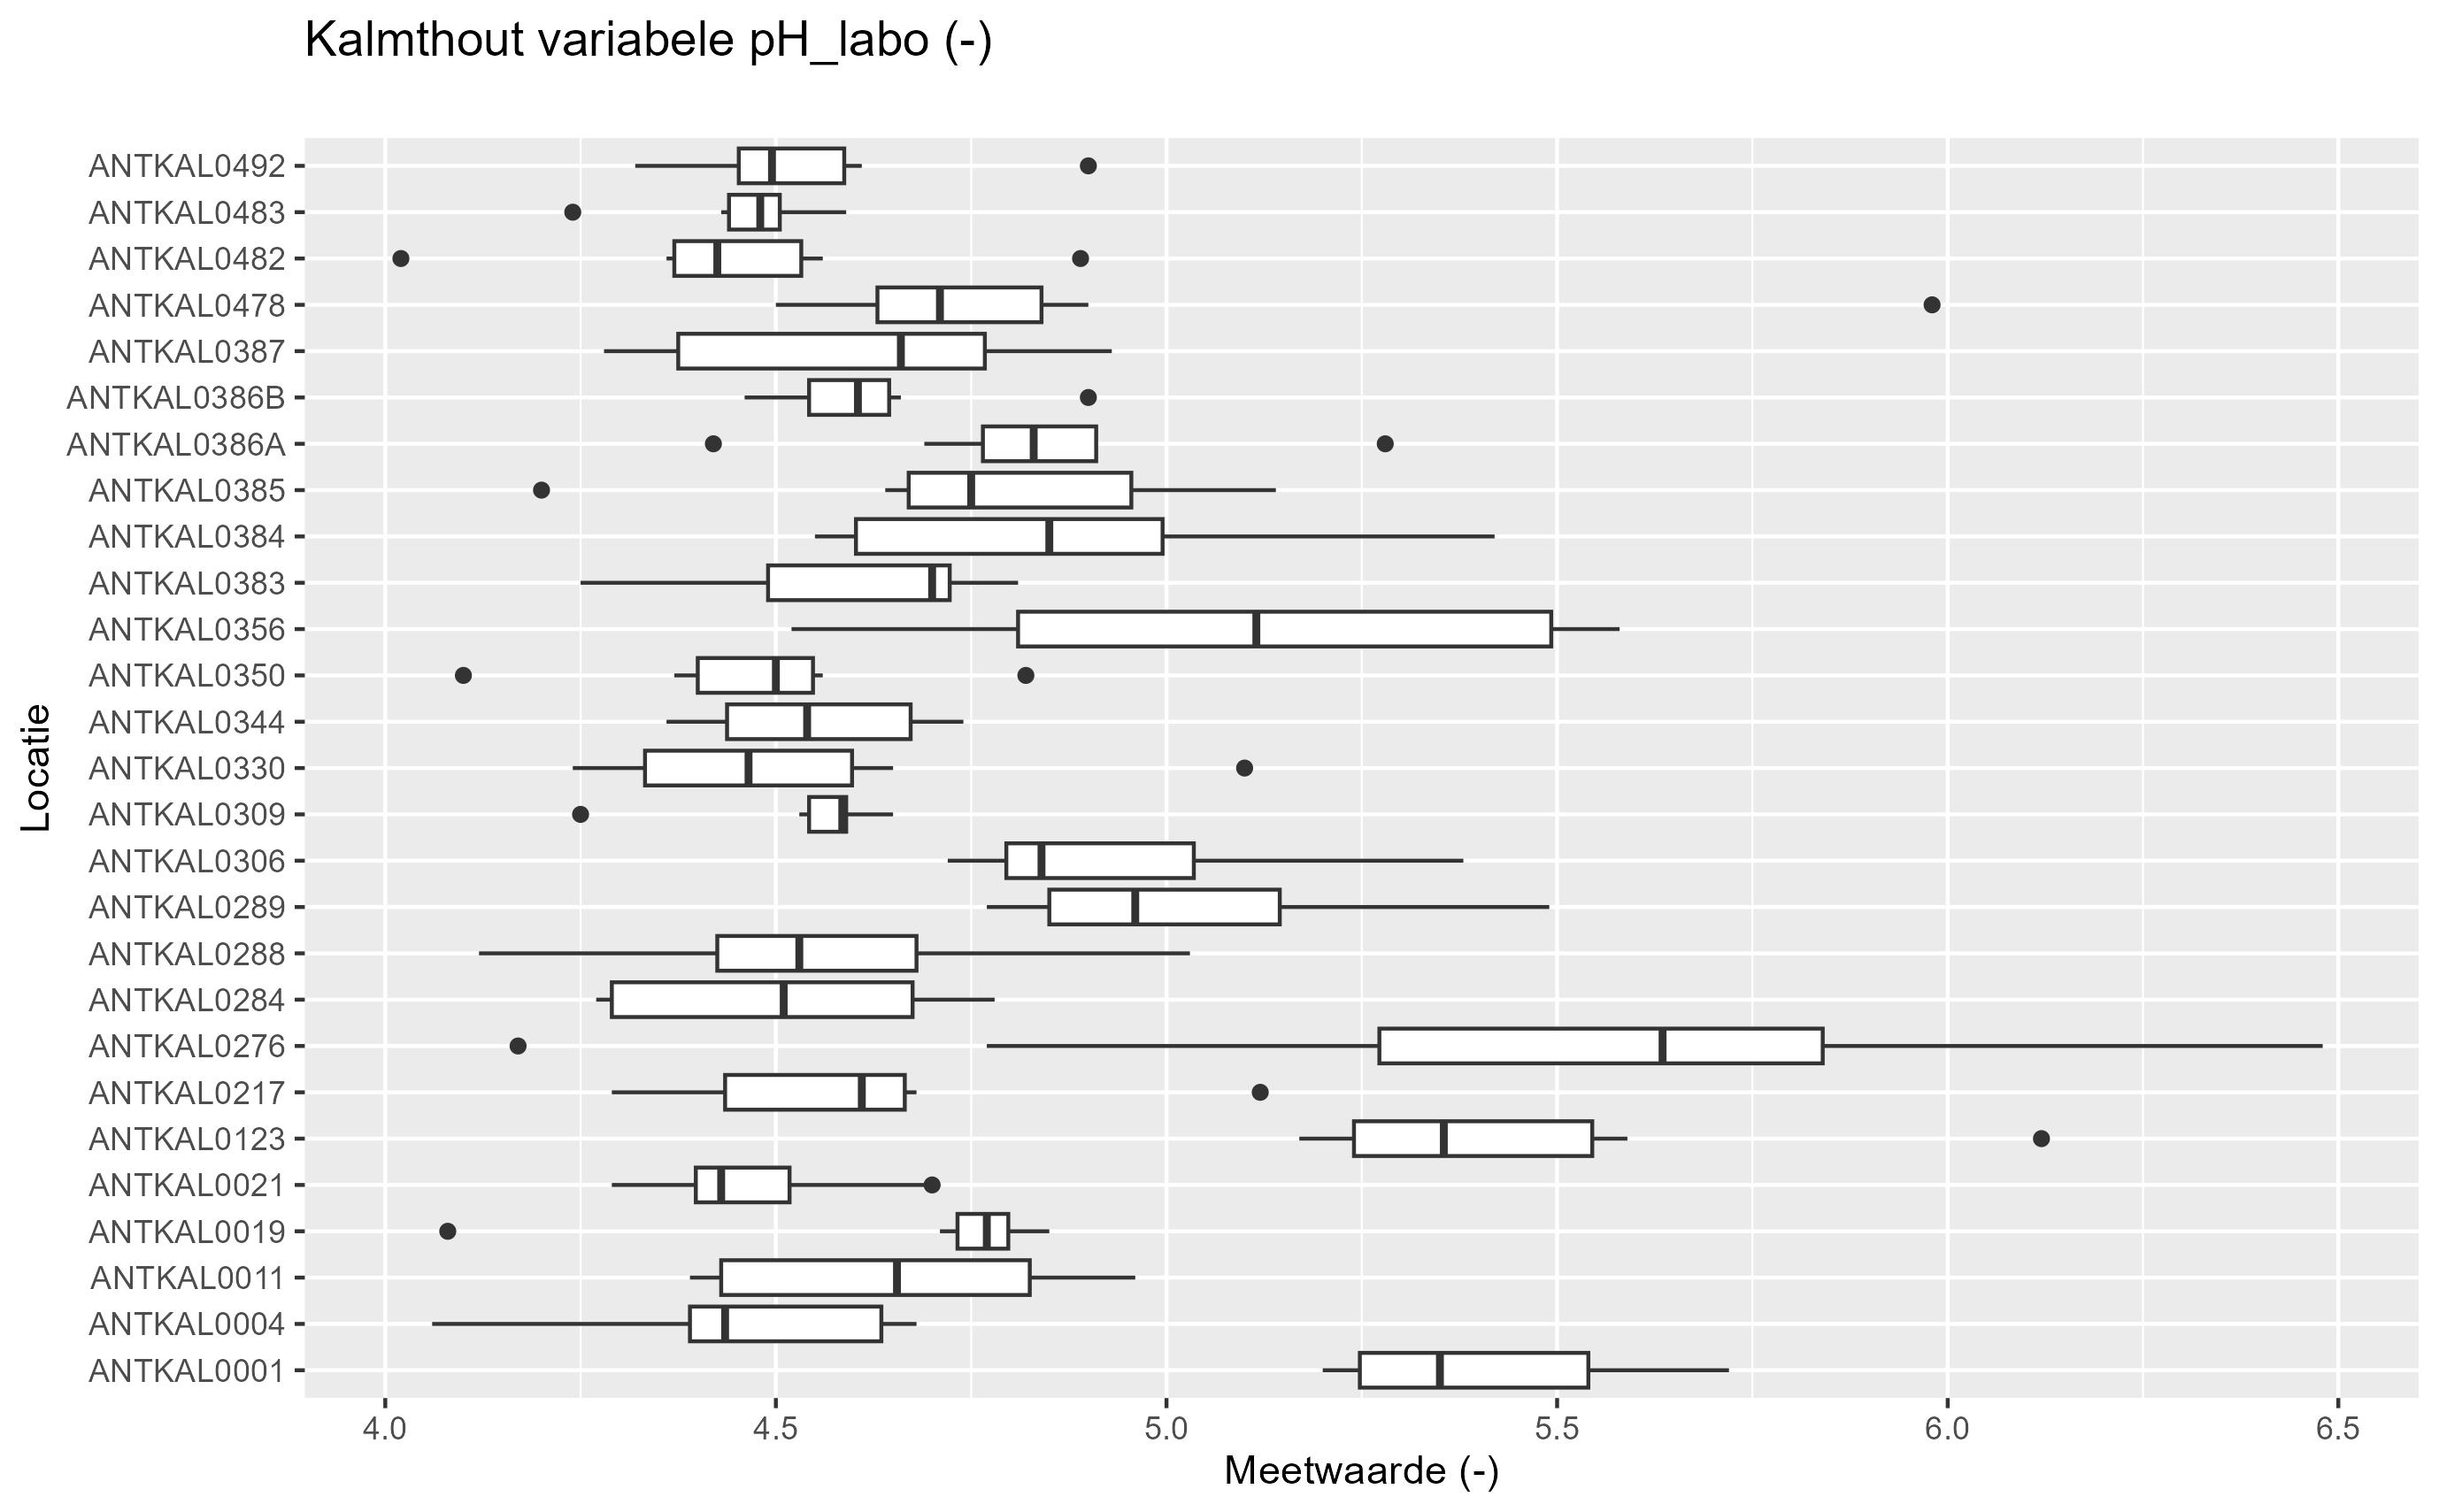 Kalmthout variabele pH_labo (-)
ANTKAL0492
ANTKAL0483
ANTKAL0482
ANTKAL0478
ANTKAL0387
ANTKAL0386B
ANTKAL0386A
ANTKAL0385
ANTKAL0384
ANTKAL0383
ANTKAL0356
ANTKAL0350
ANTKAL0344
ANTKAL0330
ANTKAL0309
ANTKAL0306
ANTKAL0289
ANTKAL0288
ANTKAL0284
ANTKAL0276
ANTKAL0217
ANTKAL0123
ANTKAL0021
ANTKAL0019
ANTKAL0011
ANTKAL0004
ANTKAL0001
Locatie
4.0 4.5 5.0 5.5 6.0 6.5
Meetwaarde (-)